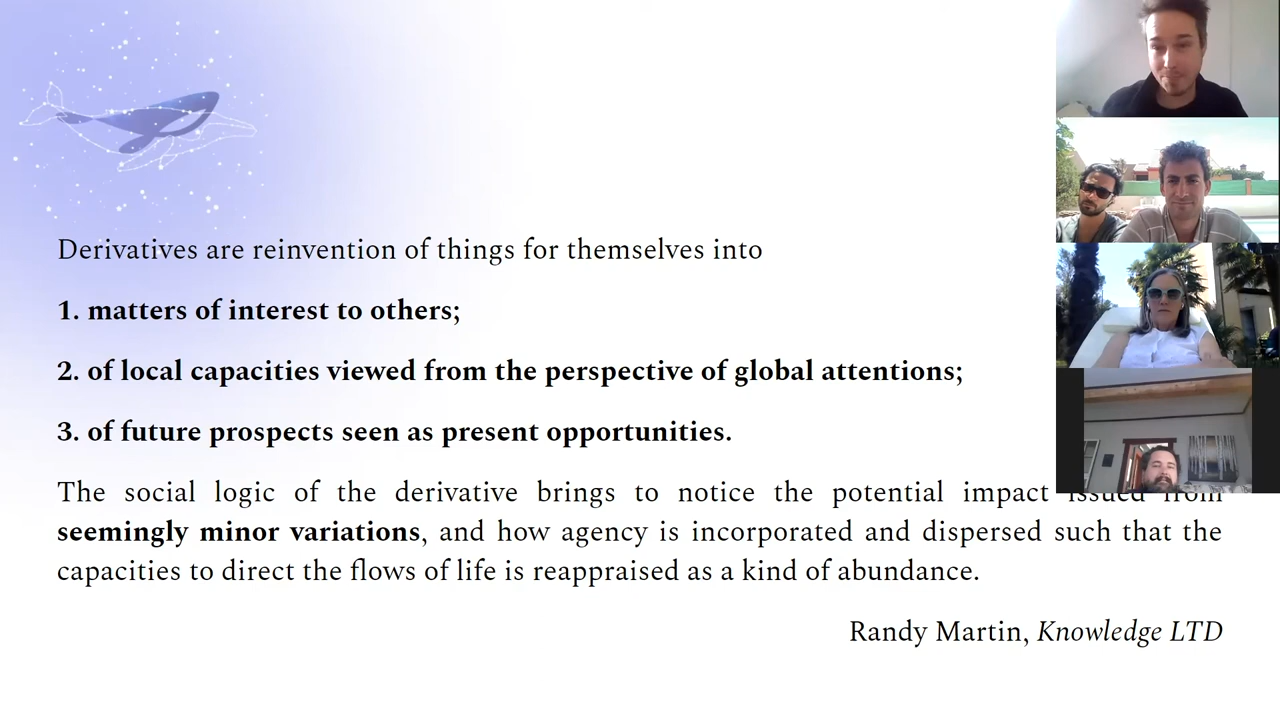 Derivatives are reinvention of things for themselves into
1. matters of interest to others;
2. of local capacities viewed from the perspective of global attentions;
3. of future prospects seen as present opportunities.
The social logic of the derivative brings to notice the potential impact issued from
seemingly minor variations, and how agency is incorporated and dispersed such that the
capacities to direct the flows of life is reappraised as a kind of abundance.
Randy Martin, Knowledge LTD